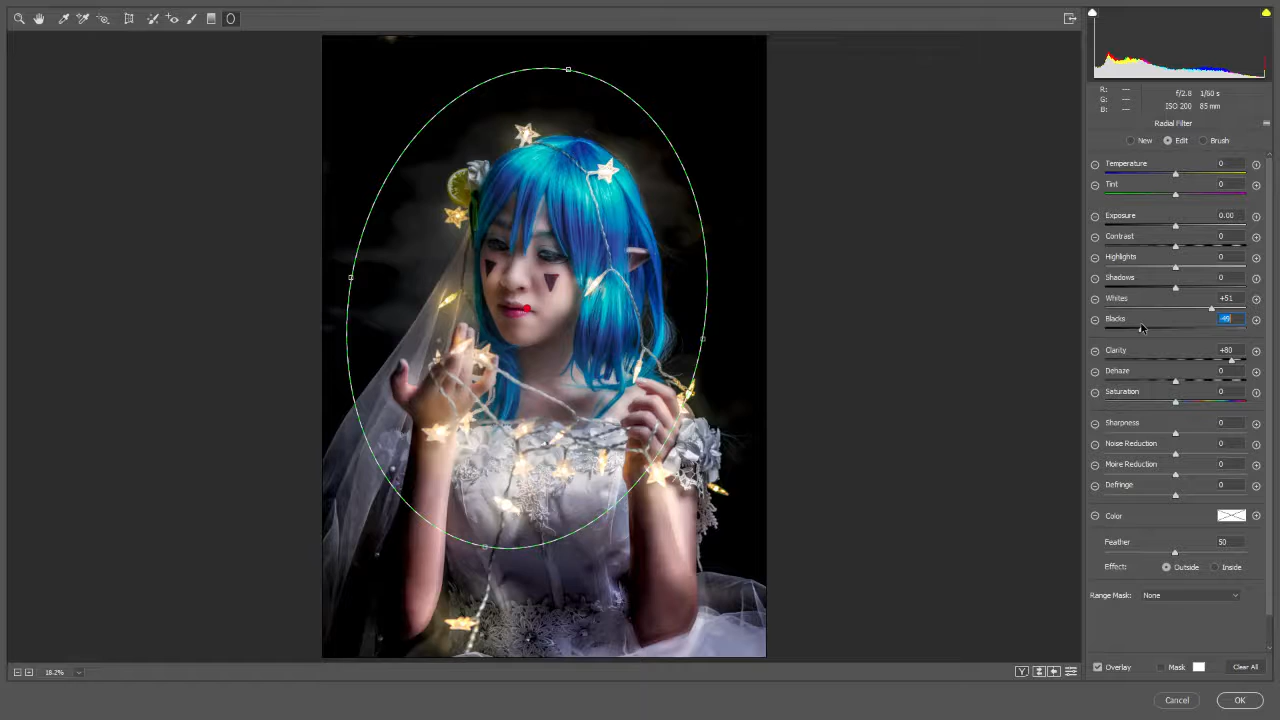 R: --- f/2.8 1/60 s
G: ---
B: --- ISO 200 85 mm
Radial Filter
New Edit Brush
Temperature 0
Tint 0
Exposure 0.00
Contrast 0
Highlights 0
Shadows 0
Whites +51
Blacks -49
Clarity +80
Dehaze 0
Saturation 0
Sharpness 0
Noise Reduction 0
Moire Reduction 0
Defringe 0
Color
Feather 50
Effect: Outside Inside
Range Mask: None
18.2% Y Overlay Mask Clear All
Cancel OK